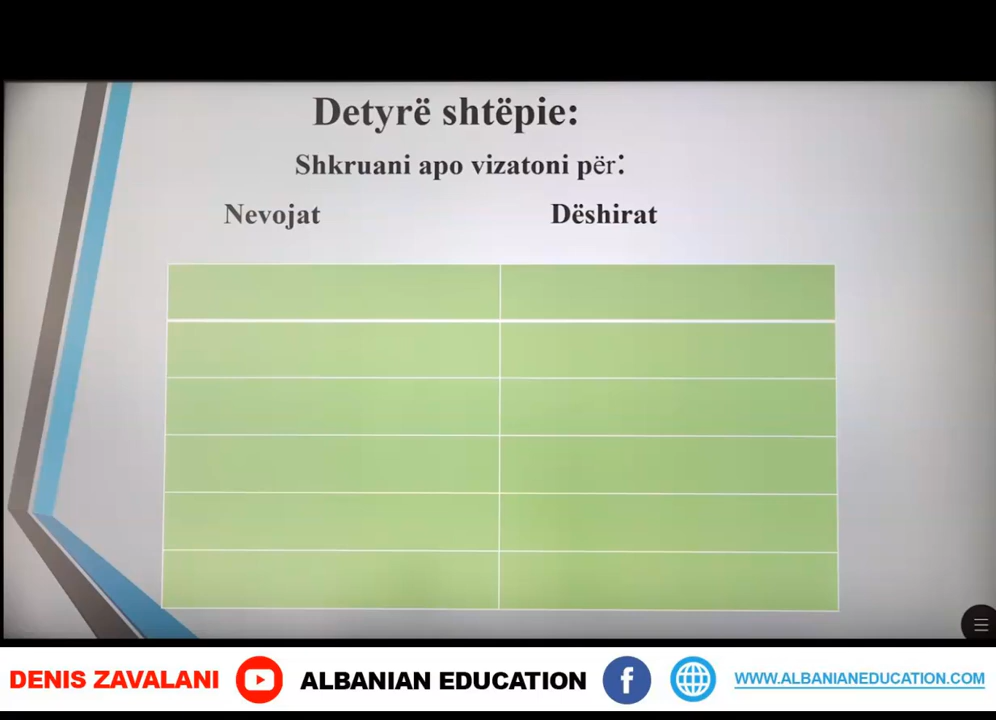 Detyrë shtëpie:
Shkruani apo vizatoni për:
Nevojat Dëshirat
DENIS ZAVALANI ALBANIAN EDUCATION f WWW.ALBANIANEDUCATION.COM